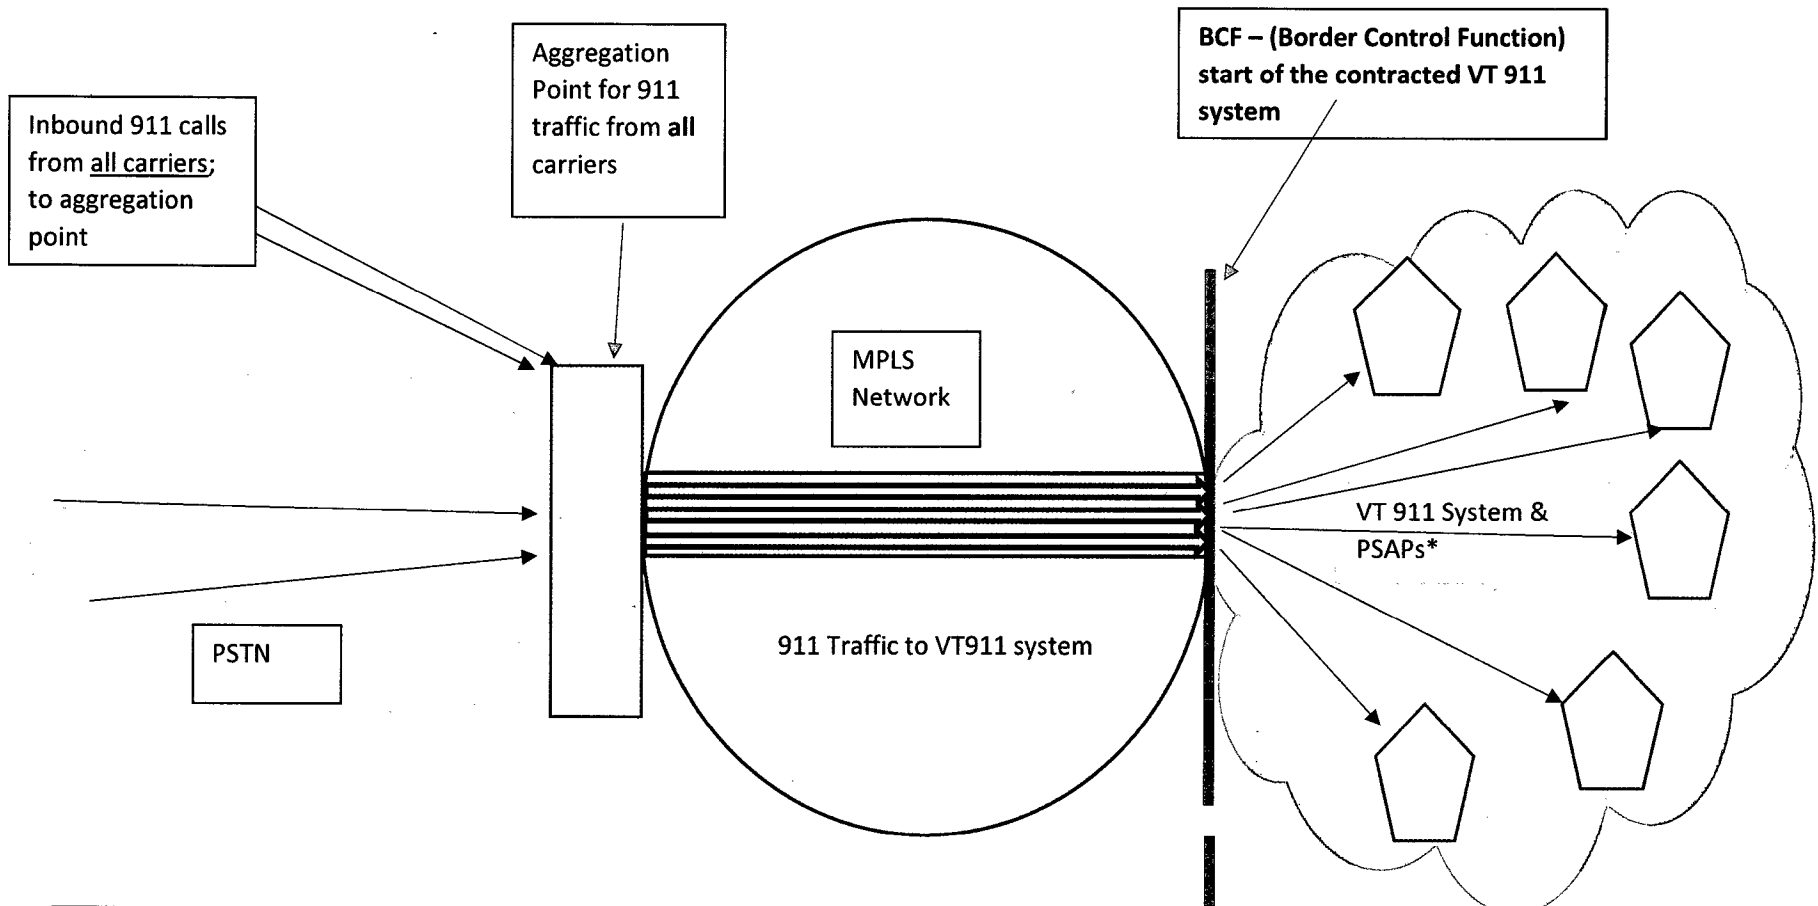 Inbound 911 calls
from all carriers;
to aggregation
point
Aggregation
Point for 911
traffic from all
carriers
BCF – (Border Control Function)
start of the contracted VT 911
system
MPLS
Network
VT 911 System &
PSAPs*
911 Traffic to VT911 system
PSTN